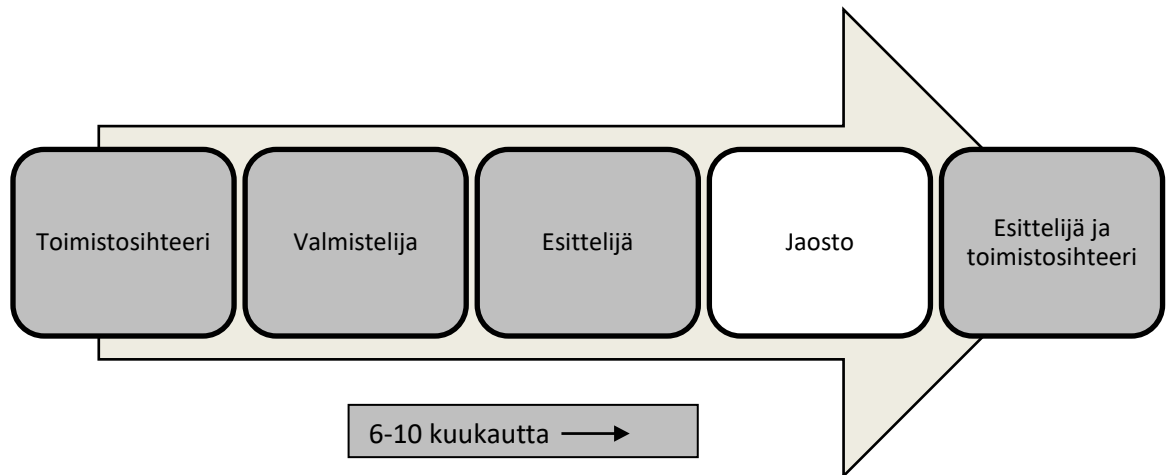 Toimistosihteeri
Valmistelija
Esittelijä
Jaosto
Esittelijä ja
toimistosihteeri
6-10 kuukautta